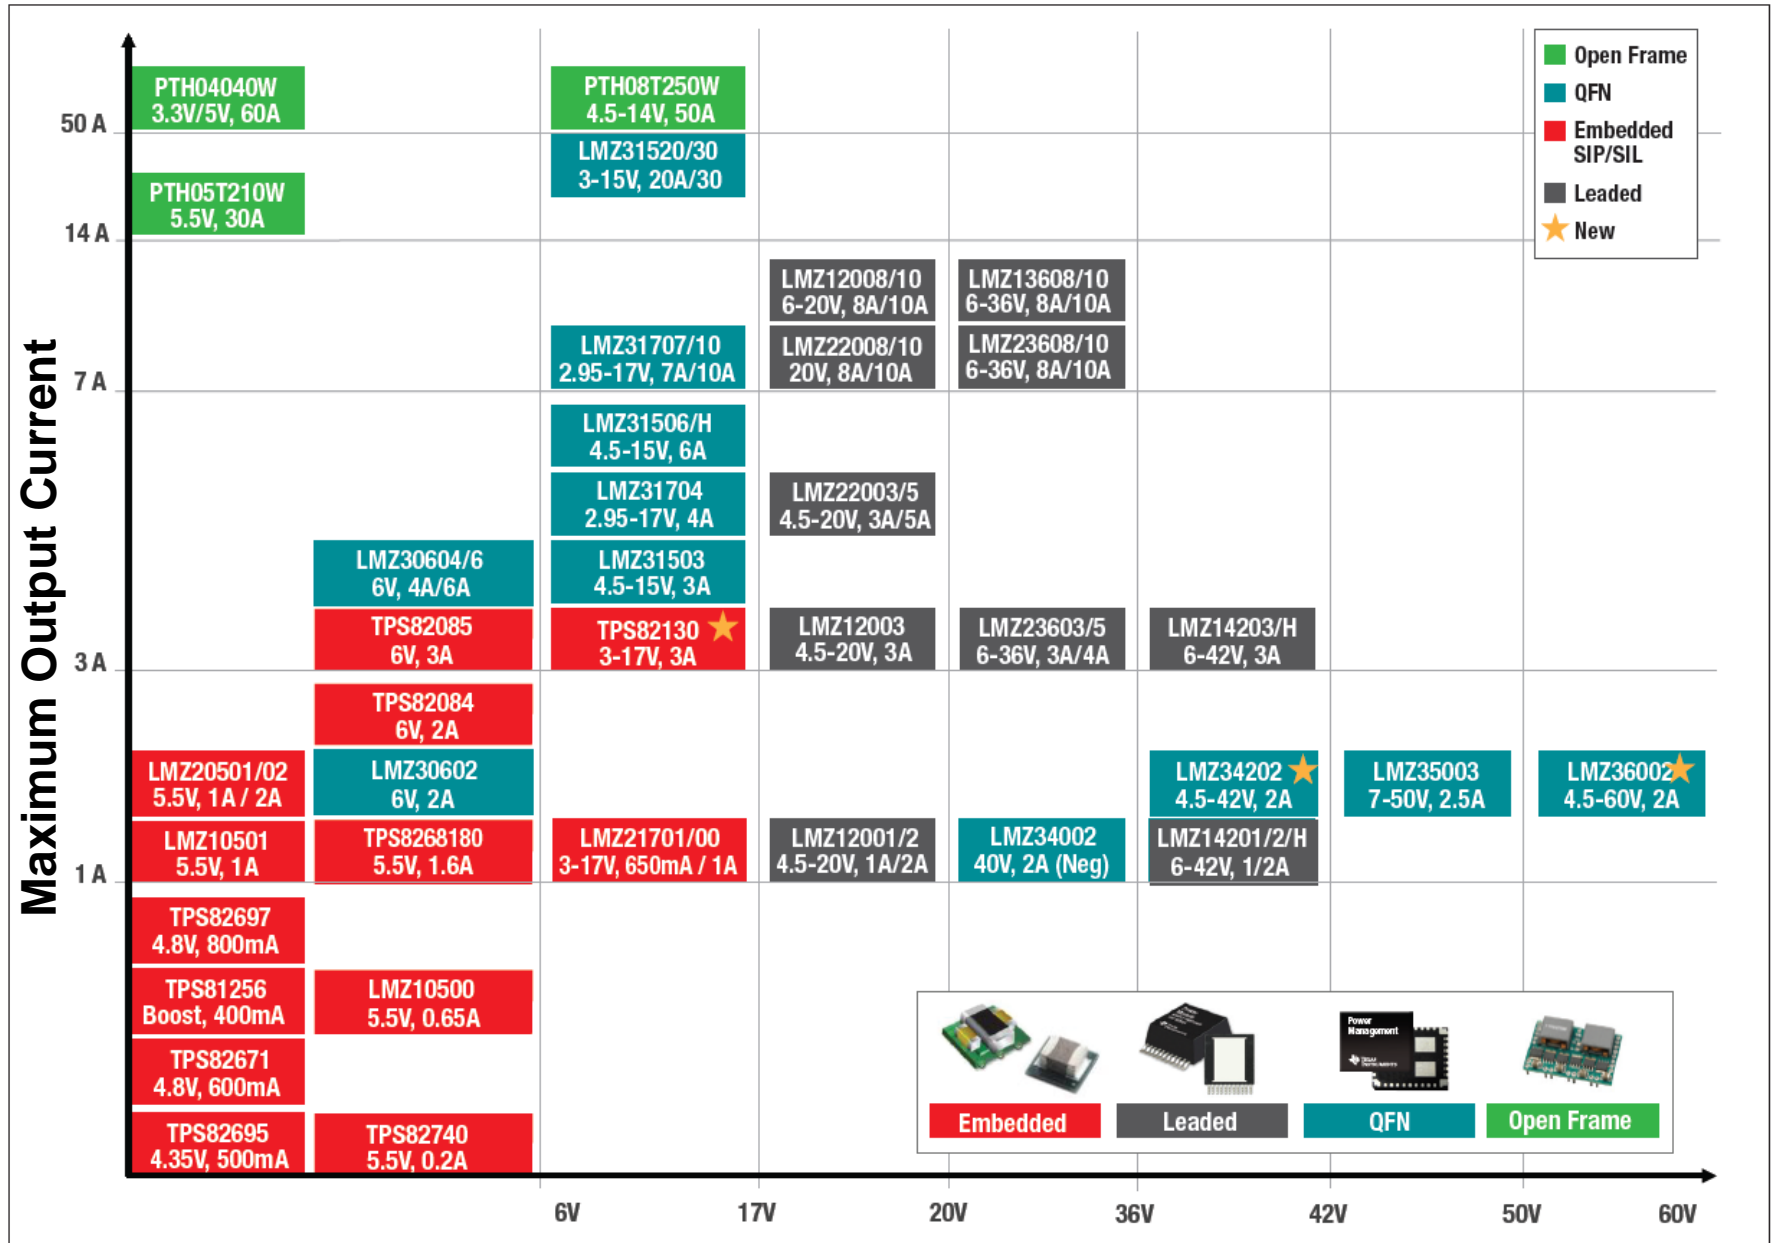 Maximum Output Current
50 A
14 A
7 A
3 A
1 A
PTH04040W
3.3V/5V, 60A
PTH05T210W
5.5V, 30A
LMZ20501/02
5.5V, 1A / 2A
LMZ10501
5.5V, 1A
TPS82697
4.8V, 800mA
TPS81256
Boost, 400mA
TPS82671
4.8V, 600mA
TPS82695
4.35V, 500mA
LMZ30604/6
6V, 4A/6A
TPS82085
6V, 3A
TPS82084
6V, 2A
LMZ30602
6V, 2A
TPS8268180
5.5V, 1.6A
LMZ10500
5.5V, 0.65A
TPS82740
5.5V, 0.2A
PTH08T250W
4.5-14V, 50A
LMZ31520/30
3-15V, 20A/30
LMZ31707/10
2.95-17V, 7A/10A
LMZ31506/H
4.5-15V, 6A
LMZ31704
2.95-17V, 4A
LMZ31503
4.5-15V, 3A
TPS82130
3-17V, 3A
LMZ21701/00
3-17V, 650mA / 1A
LMZ12008/10
6-20V, 8A/10A
LMZ22008/10
20V, 8A/10A
LMZ22003/5
4.5-20V, 3A/5A
LMZ12003
4.5-20V, 3A
LMZ12001/2
4.5-20V, 1A/2A
LMZ13608/10
6-36V, 8A/10A
LMZ23608/10
6-36V, 8A/10A
LMZ23603/5
6-36V, 3A/4A
LMZ34002
40V, 2A (Neg)
LMZ14203/H
6-42V, 3A
LMZ34202
4.5-42V, 2A
LMZ14201/2/H
6-42V, 1/2A
LMZ35003
7-50V, 2.5A
LMZ36002
4.5-60V, 2A
Open Frame
QFN
Embedded
SIP/SIL
Leaded
New
Power
Management
Embedded
Leaded
QFN
Open Frame
6V
17V
20V
36V
42V
50V
60V